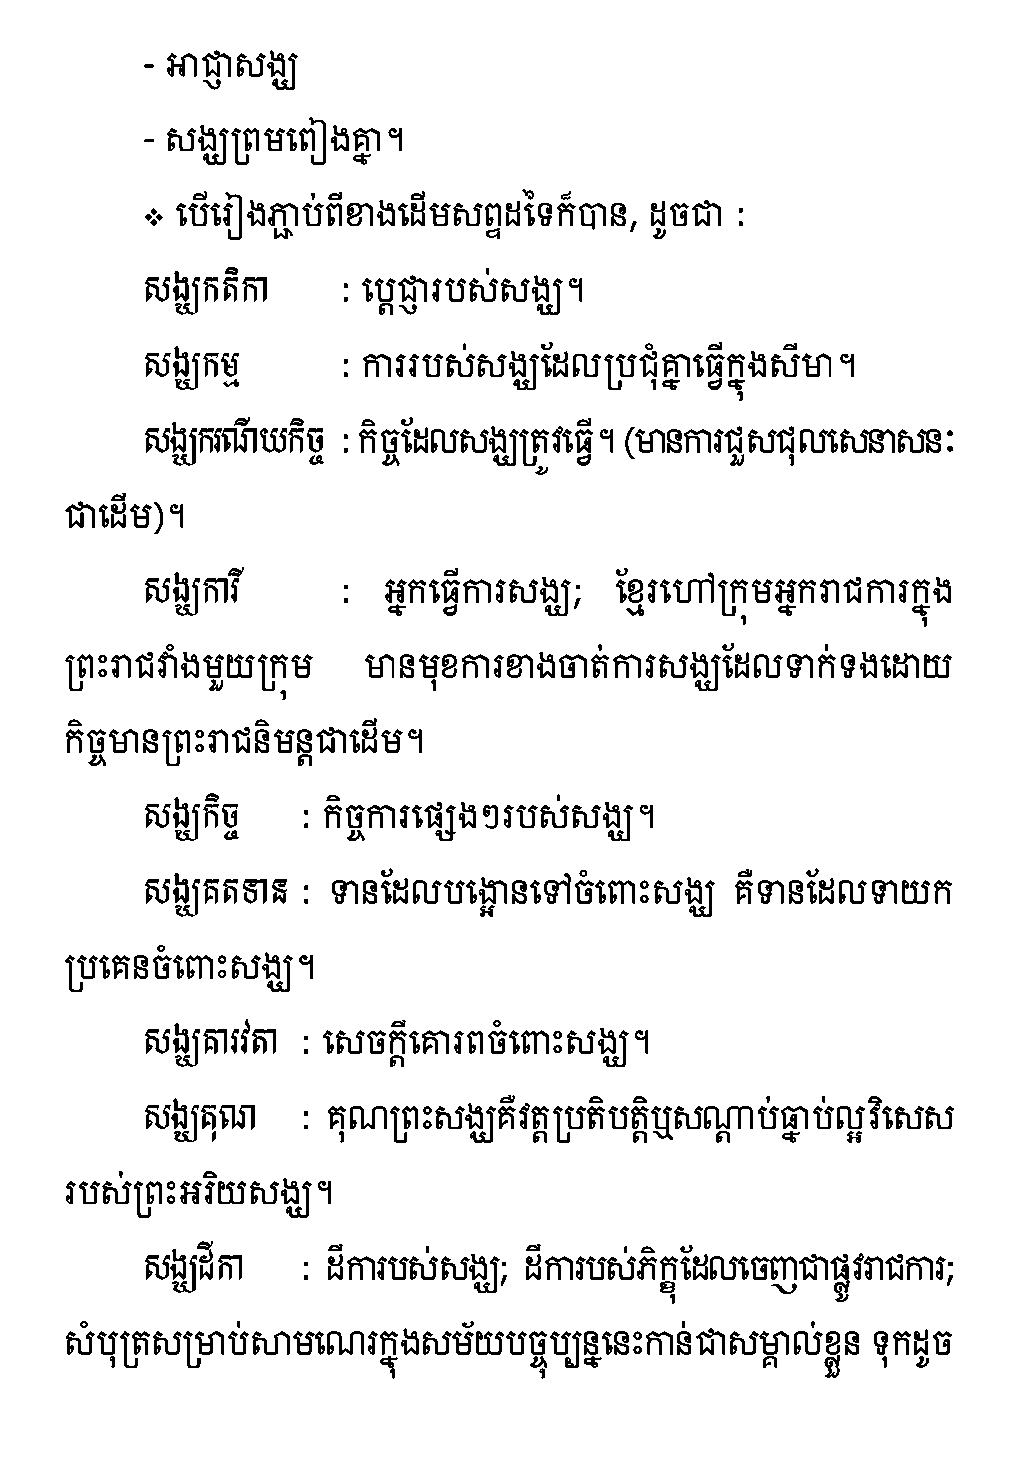 - អាជ្ញាសង្ឃ
- សង្ឃព្រមពៀងគ្នា។
❖ បើរៀងភ្ជាប់ពីខាងដើមសព្ទដទៃក៏បាន, ដូចជា :
សង្ឃកតិកា : ប្តេជ្ញារបស់សង្ឃ។
សង្ឃកម្ម : ការរបស់សង្ឃដែលប្រជុំគ្នាធ្វើក្នុងសីមា។
សង្ឃករណីយកិច្ច : កិច្ចដែលសង្ឃត្រូវធ្វើ។ (មានការជួសជុលសេនាសនៈ
ជាដើម)។
សង្ឃការី : អ្នកធ្វើការសង្ឃ; ខ្មែរហៅក្រុមអ្នករាជការក្នុង
ព្រះរាជវាំងមួយក្រុម មានមុខការខាងចាត់ការសង្ឃដែលទាក់ទងដោយ
កិច្ចមានព្រះរាជនិមន្តជាដើម។
សង្ឃកិច្ច : កិច្ចការផ្សេងៗរបស់សង្ឃ។
សង្ឃគតទាន : ទានដែលបង្អោនទៅចំពោះសង្ឃ គឺទានដែលទាយក
ប្រគេនចំពោះសង្ឃ។
សង្ឃគារវតា : សេចក្តីគោរពចំពោះសង្ឃ។
សង្ឃគុណ : គុណព្រះសង្ឃគឺវត្តប្រតិបត្តិឬសណ្តាប់ធ្នាប់ល្អវិសេស
របស់ព្រះអរិយសង្ឃ។
សង្ឃដីកា : ដីការបស់សង្ឃ; ដីការបស់ភិក្ខុដែលចេញជាផ្លូវរាជការ;
សំបុត្រសម្រាប់សាមណេរក្នុងសម័យបច្ចុប្បន្ននេះកាន់ជាសម្គាល់ខ្លួន ទុកដូច